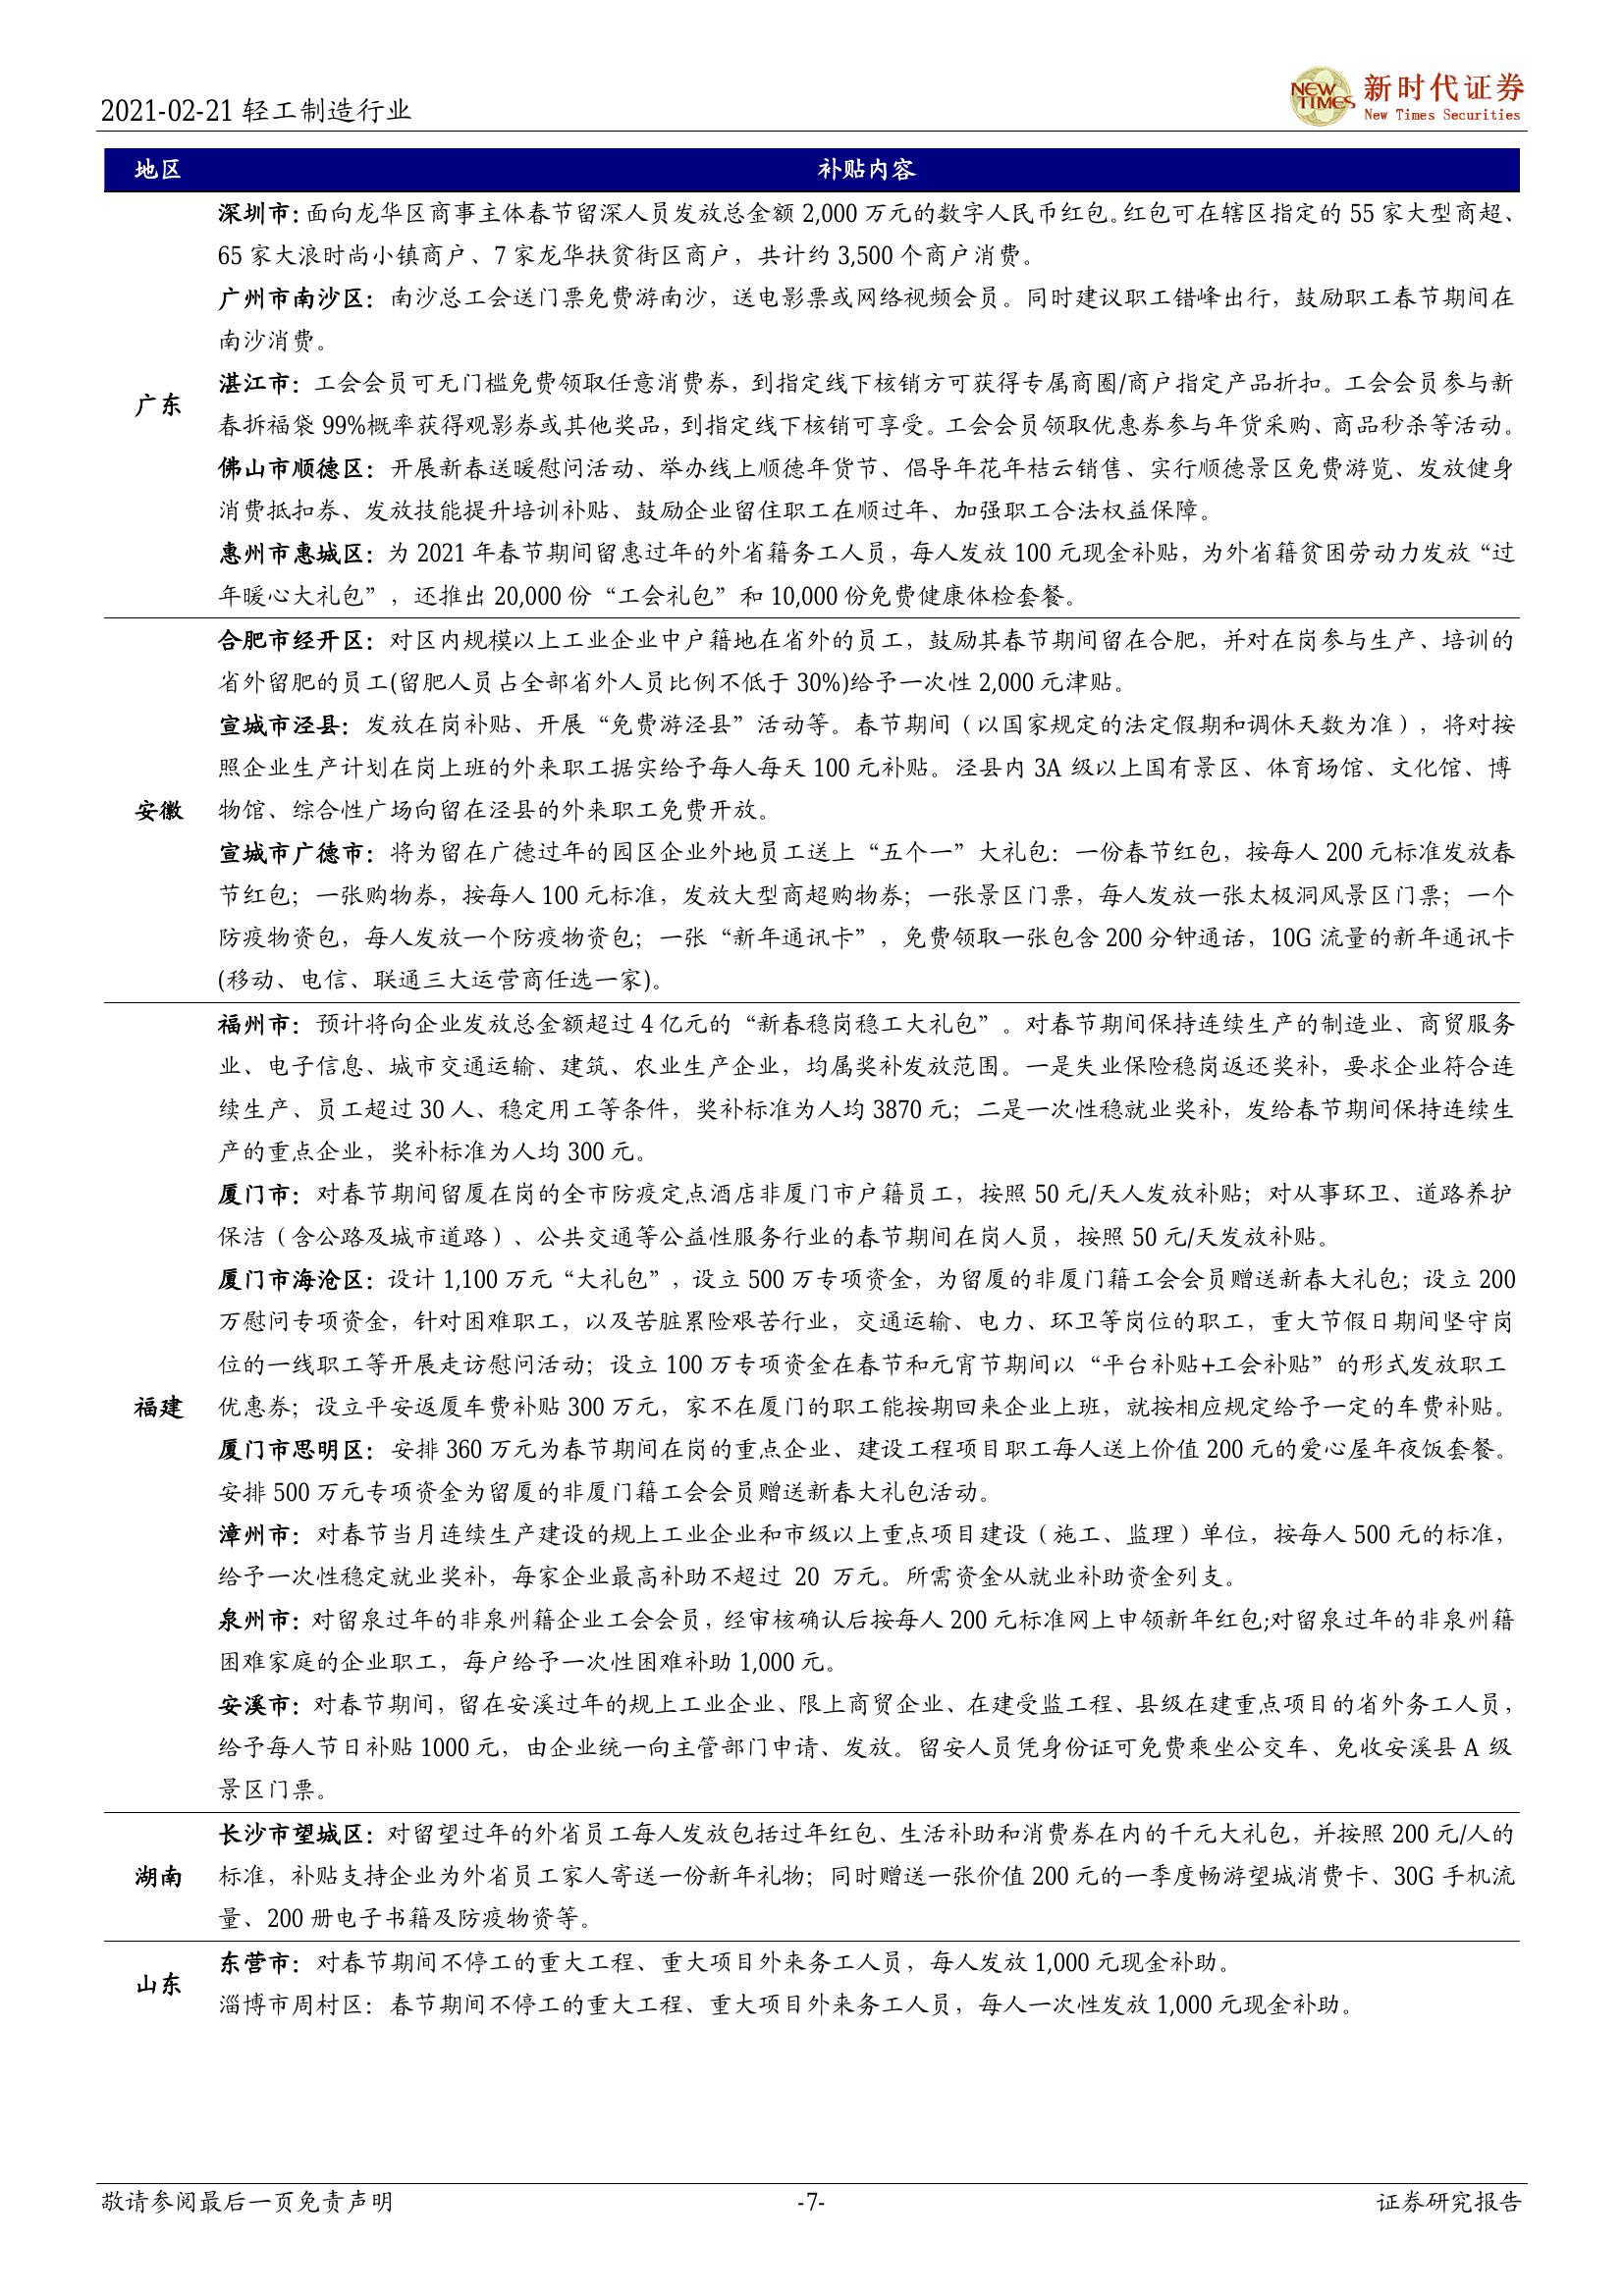 2021-02-21 轻工制造行业
NEW TIMES
新时代证券
New Times Securities
地区 补贴内容
深圳市：面向龙华区商事主体春节留深人员发放总金额 2,000 万元的数字人民币红包。红包可在辖区指定的 55 家大型商超、
65 家大浪时尚小镇商户、7 家龙华扶贫街区商户，共计约 3,500 个商户消费。
广州市南沙区：南沙总工会送门票免费游南沙，送电影票或网络视频会员。同时建议职工错峰出行，鼓励职工春节期间在
南沙消费。
湛江市：工会会员可无门槛免费领取任意消费券，到指定线下核销方可获得专属商圈/商户指定产品折扣。工会会员参与新
广东
春拆福袋 99%概率获得观影券或其他奖品，到指定线下核销可享受。工会会员领取优惠券参与年货采购、商品秒杀等活动。
佛山市顺德区：开展新春送暖慰问活动、举办线上顺德年货节、倡导年花年桔云销售、实行顺德景区免费游览、发放健身
消费抵扣券、发放技能提升培训补贴、鼓励企业留住职工在顺过年、加强职工合法权益保障。
惠州市惠城区：为 2021 年春节期间留惠过年的外省籍务工人员，每人发放 100 元现金补贴，为外省籍贫困劳动力发放“过
年暖心大礼包”，还推出 20,000 份“工会礼包”和 10,000 份免费健康体检套餐。
合肥市经开区：对区内规模以上工业企业中户籍地在省外的员工，鼓励其春节期间留在合肥，并对在岗参与生产、培训的
省外留肥的员工(留肥人员占全部省外人员比例不低于 30%)给予一次性 2,000 元津贴。
宣城市泾县：发放在岗补贴、开展“免费游泾县”活动等。春节期间（以国家规定的法定假期和调休天数为准），将对按
照企业生产计划在岗上班的外来职工据实给予每人每天 100 元补贴。泾县内 3A 级以上国有景区、体育场馆、文化馆、博
安徽
物馆、综合性广场向留在泾县的外来职工免费开放。
宣城市广德市：将为留在广德过年的园区企业外地员工送上“五个一”大礼包：一份春节红包，按每人 200 元标准发放春
节红包；一张购物券，按每人 100 元标准，发放大型商超购物券；一张景区门票，每人发放一张太极洞风景区门票；一个
防疫物资包，每人发放一个防疫物资包；一张“新年通讯卡”，免费领取一张包含 200 分钟通话，10G 流量的新年通讯卡
(移动、电信、联通三大运营商任选一家)。
福州市：预计将向企业发放总金额超过 4 亿元的“新春稳岗稳工大礼包”。对春节期间保持连续生产的制造业、商贸服务
业、电子信息、城市交通运输、建筑、农业生产企业，均属奖补发放范围。一是失业保险稳岗返还奖补，要求企业符合连
续生产、员工超过 30 人、稳定用工等条件，奖补标准为人均 3870 元；二是一次性稳就业奖补，发给春节期间保持连续生
产的重点企业，奖补标准为人均 300 元。
厦门市：对春节期间留厦在岗的全市防疫定点酒店非厦门市户籍员工，按照 50 元/天人发放补贴；对从事环卫、道路养护
保洁（含公路及城市道路）、公共交通等公益性服务行业的春节期间在岗人员，按照 50 元/天发放补贴。
厦门市海沧区：设计 1,100 万元“大礼包”，设立 500 万专项资金，为留厦的非厦门籍工会会员赠送新春大礼包；设立 200
万慰问专项资金，针对困难职工，以及苦脏累险艰苦行业，交通运输、电力、环卫等岗位的职工，重大节假日期间坚守岗
位的一线职工等开展走访慰问活动；设立 100 万专项资金在春节和元宵节期间以“平台补贴+工会补贴”的形式发放职工
福建
优惠券；设立平安返厦车费补贴 300 万元，家不在厦门的职工能按期回来企业上班，就按相应规定给予一定的车费补贴。
厦门市思明区：安排 360 万元为春节期间在岗的重点企业、建设工程项目职工每人送上价值 200 元的爱心屋年夜饭套餐。
安排 500 万元专项资金为留厦的非厦门籍工会会员赠送新春大礼包活动。
漳州市：对春节当月连续生产建设的规上工业企业和市级以上重点项目建设（施工、监理）单位，按每人 500 元的标准，
给予一次性稳定就业奖补，每家企业最高补助不超过 20 万元。所需资金从就业补助资金列支。
泉州市：对留泉过年的非泉州籍企业工会会员，经审核确认后按每人 200 元标准网上申领新年红包;对留泉过年的非泉州籍
困难家庭的企业职工，每户给予一次性困难补助 1,000 元。
安溪市：对春节期间，留在安溪过年的规上工业企业、限上商贸企业、在建受监工程、县级在建重点项目的省外务工人员，
给予每人节日补贴 1000 元，由企业统一向主管部门申请、发放。留安人员凭身份证可免费乘坐公交车、免收安溪县 A 级
景区门票。
长沙市望城区：对留望过年的外省员工每人发放包括过年红包、生活补助和消费券在内的千元大礼包，并按照 200 元/人的
湖南
标准，补贴支持企业为外省员工家人寄送一份新年礼物；同时赠送一张价值 200 元的一季度畅游望城消费卡、30G 手机流
量、200 册电子书籍及防疫物资等。
东营市：对春节期间不停工的重大工程、重大项目外来务工人员，每人发放 1,000 元现金补助。
山东
淄博市周村区：春节期间不停工的重大工程、重大项目外来务工人员，每人一次性发放 1,000 元现金补助。
敬请参阅最后一页免责声明 -7- 证券研究报告